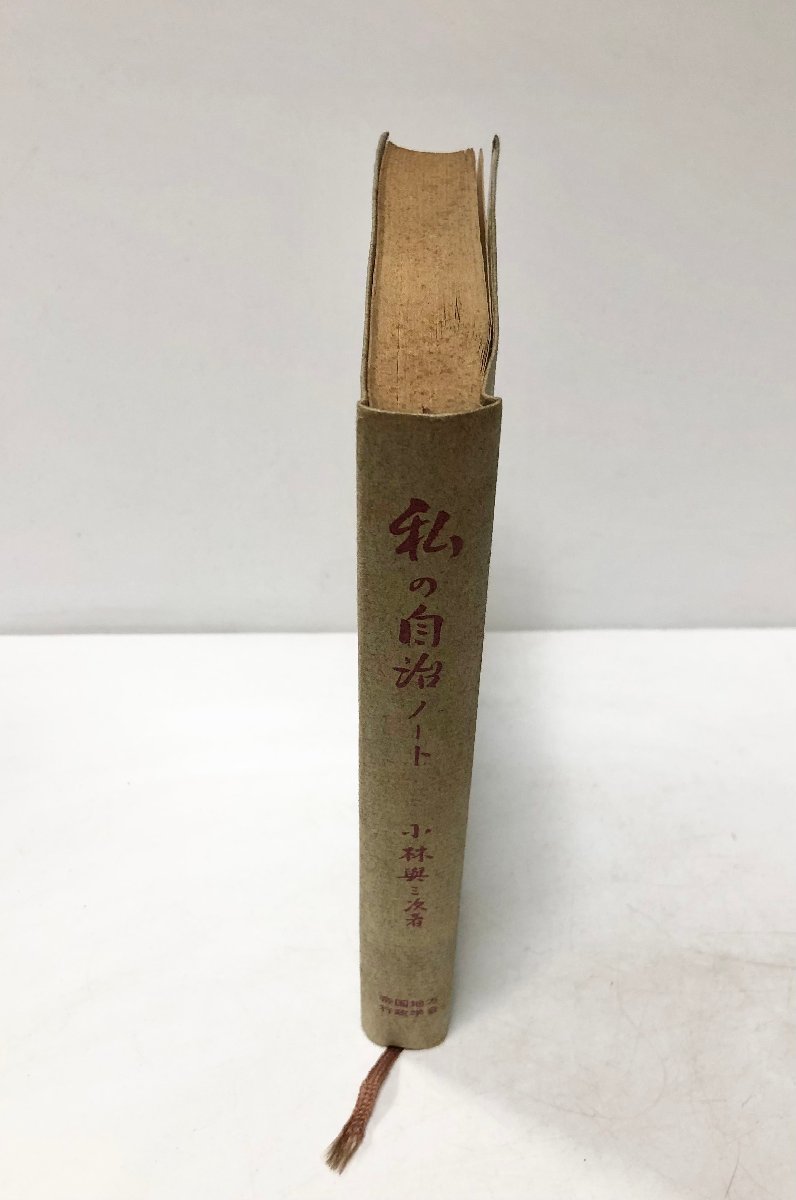 私の自治ノート
小林與三次著
帝国地方
行政学会